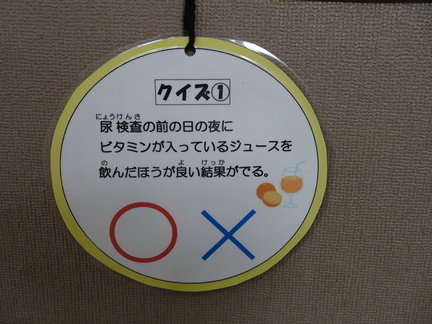 クイズ①
尿検査の前の日の夜に
ビタミンが入っているジュースを
飲んだほうが良い結果がでる。